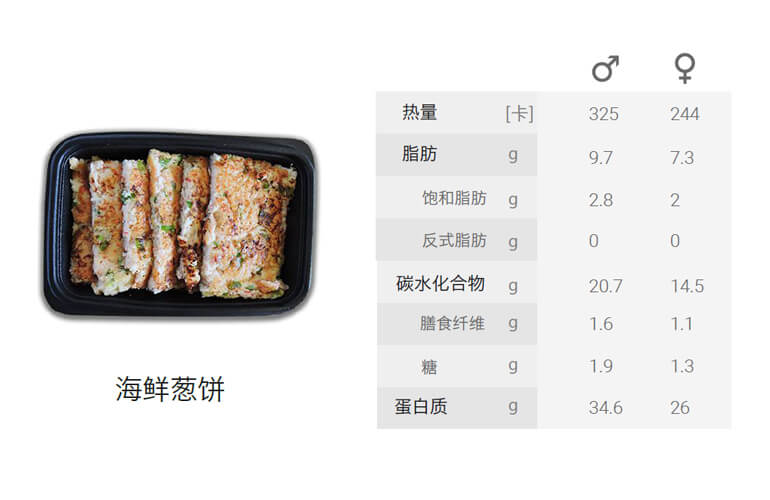 ♂ ♀
热量 [卡] 325 244
脂肪 g 9.7 7.3
饱和脂肪 g 2.8 2
反式脂肪 g 0 0
碳水化合物 g 20.7 14.5
膳食纤维 g 1.6 1.1
糖 g 1.9 1.3
蛋白质 g 34.6 26
海鲜葱饼